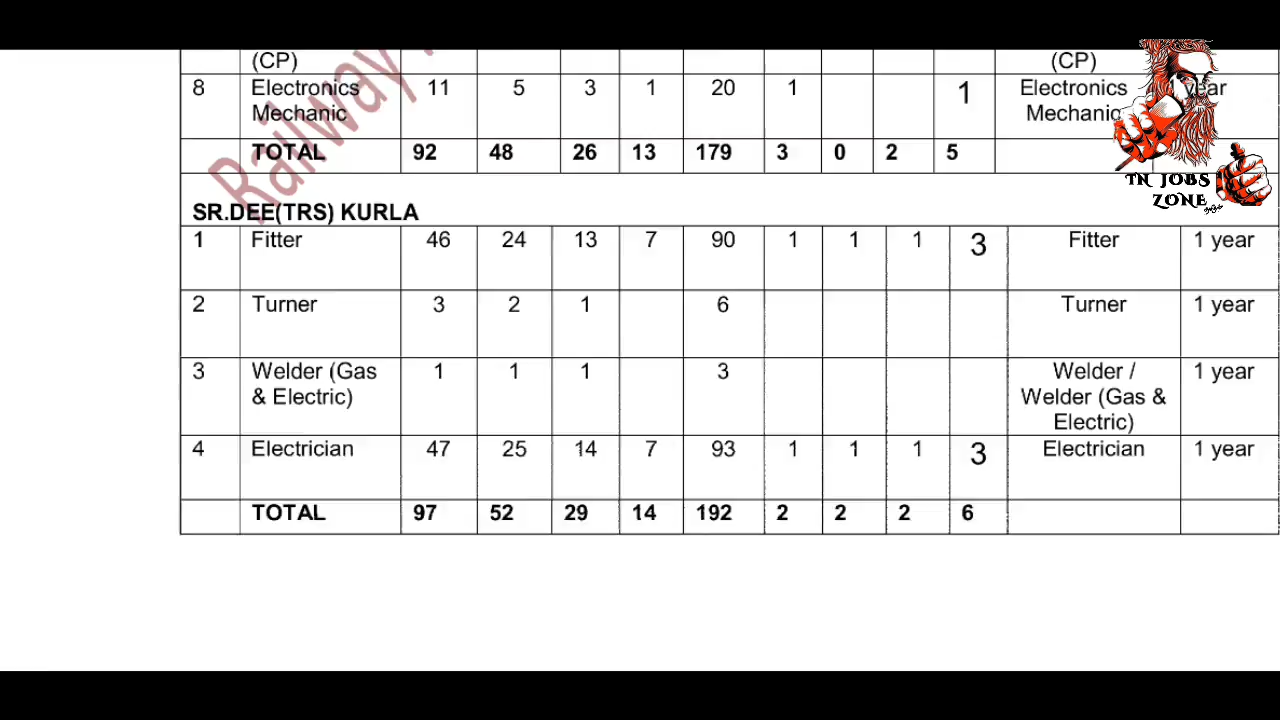 (CP) (CP)
8 Electronics 11 5 3 1 20 1 1 Electronics 1 year
Mechanic Mechanic
TOTAL 92 48 26 13 179 3 0 2 5
Railway
TN JOBS
ZONE
SR.DEE(TRS) KURLA
1 Fitter 46 24 13 7 90 1 1 1 3 Fitter 1 year
2 Turner 3 2 1 6 Turner 1 year
3 Welder (Gas 1 1 1 3 Welder / 1 year
& Electric) Welder (Gas &
Electric)
4 Electrician 47 25 14 7 93 1 1 1 3 Electrician 1 year
TOTAL 97 52 29 14 192 2 2 2 6